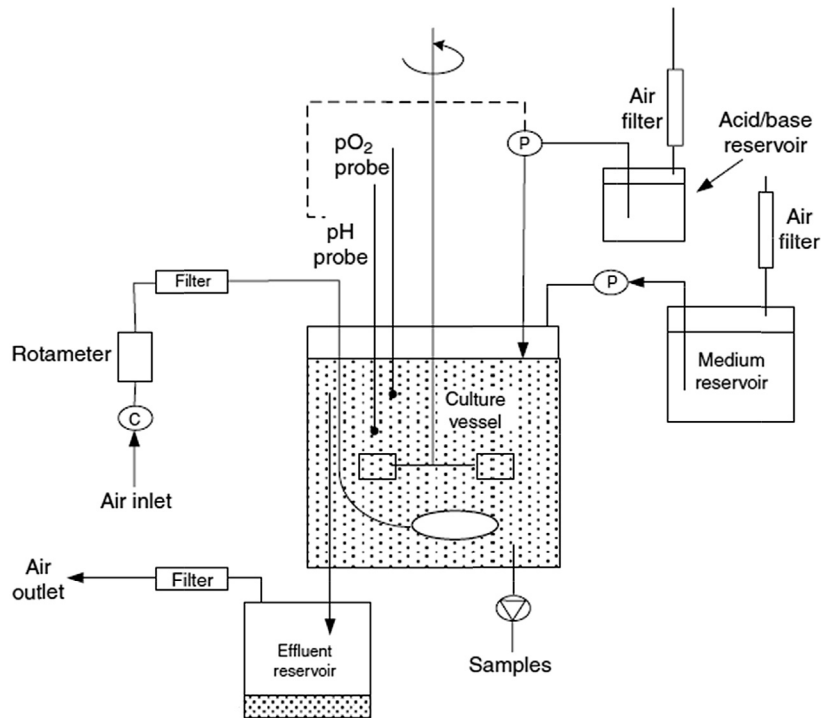 Air
filter
Acid/base
reservoir
pO2
probe
P
pH
probe
Air
filter
Filter
P
Rotameter
Medium
reservoir
Culture
vessel
C
Air inlet
Air
outlet
Filter
Effluent
reservoir
Samples